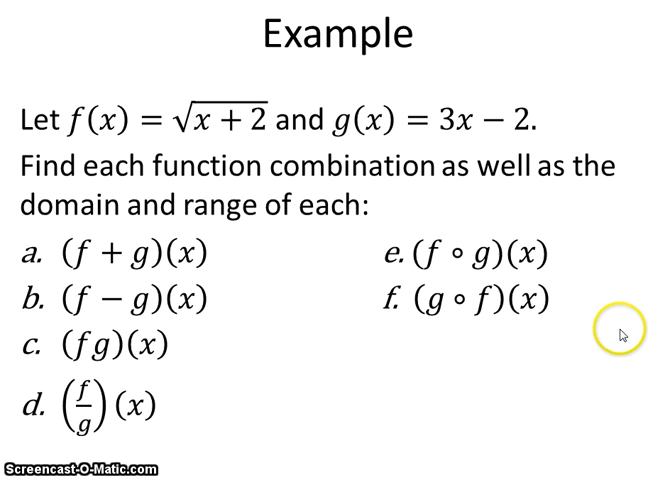 Example
Let f(x) = √(x + 2) and g(x) = 3x − 2.
Find each function combination as well as the
domain and range of each:
a. (f + g)(x)
b. (f − g)(x)
c. (fg)(x)
d. (f/g)(x)
e. (f ∘ g)(x)
f. (g ∘ f)(x)
Screencast-O-Matic.com